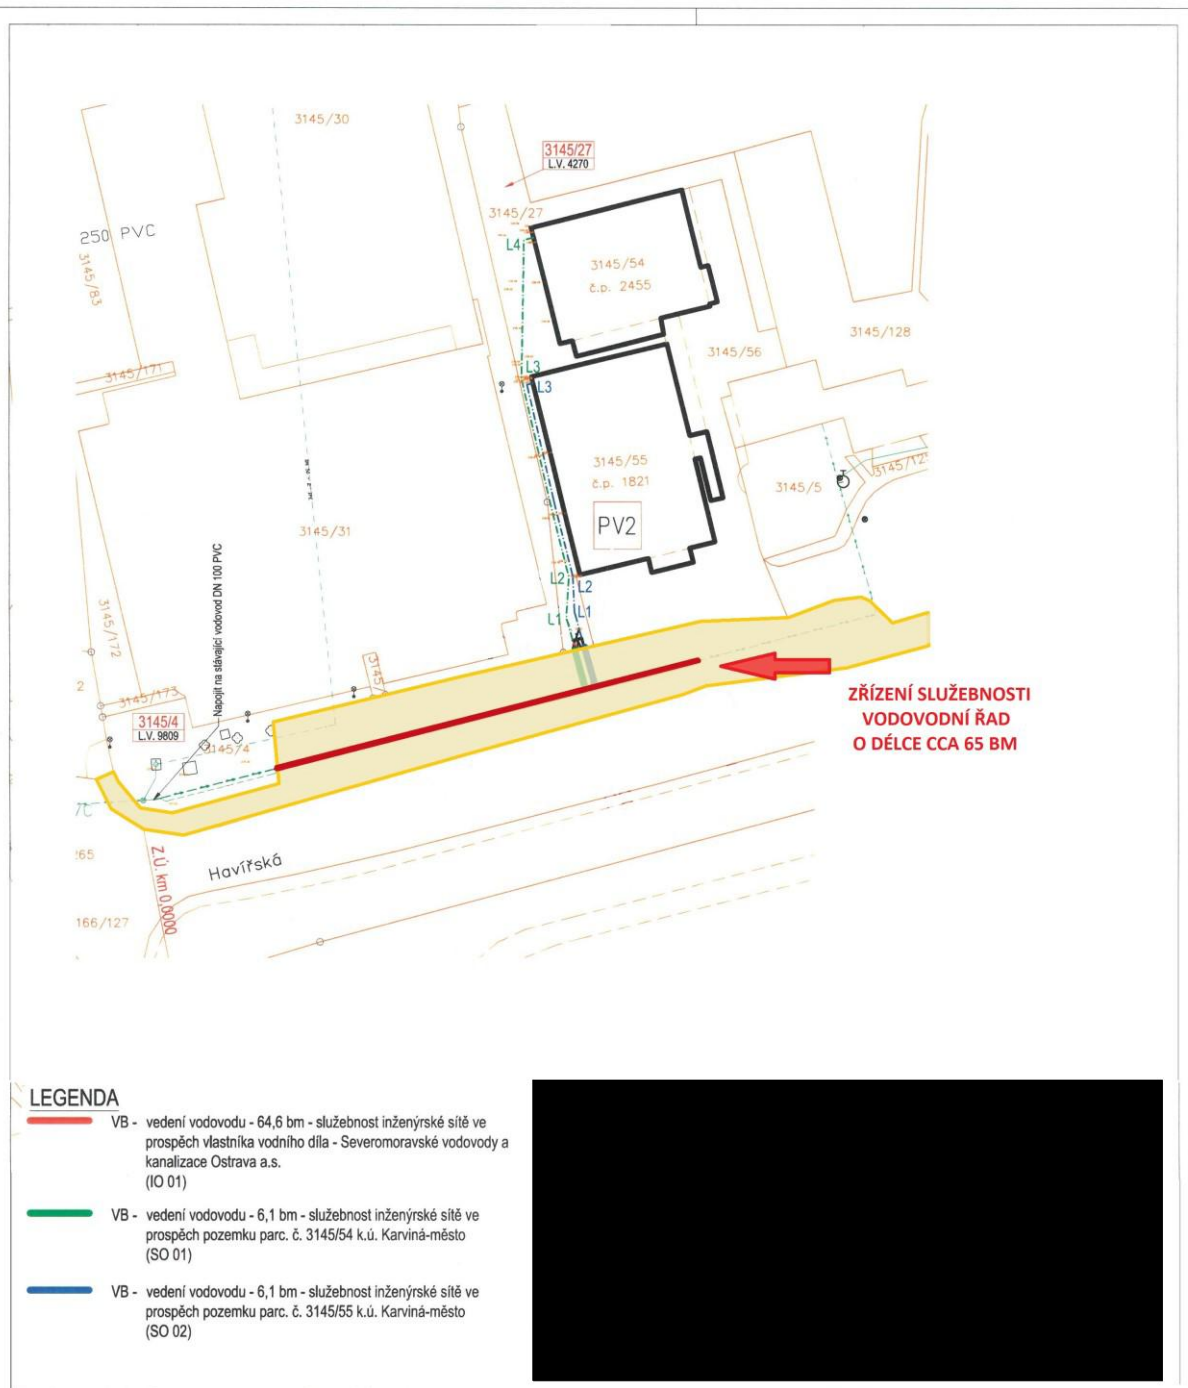 3145/30
3145/27
L.V. 4270
3145/27
250 PVC
L4
3145/83
3145/54
č.p. 2455
3145/128
3145/56
3145/171
L3
L3
3145/55
č.p. 1821
3145/5
3145/12
PV2
3145/31
Napojit na stávající vodovod DN 100 PVC
L2
L2
L1
L1
3145/172
3145/
2
3145/173
3145/4
L.V. 9809
3145/4
ZŘÍZENÍ SLUŽEBNOSTI
VODOVODNÍ ŘAD
O DÉLCE CCA 65 BM
Z.Ú. km 0,0000
Havířská
166/127
LEGENDA
VB - vedení vodovodu - 64,6 bm - služebnost inženýrské sítě ve
prospěch vlastníka vodního díla - Severomoravské vodovody a
kanalizace Ostrava a.s.
(IO 01)
VB - vedení vodovodu - 6,1 bm - služebnost inženýrské sítě ve
prospěch pozemku parc. č. 3145/54 k.ú. Karviná-město
(SO 01)
VB - vedení vodovodu - 6,1 bm - služebnost inženýrské sítě ve
prospěch pozemku parc. č. 3145/55 k.ú. Karviná-město
(SO 02)